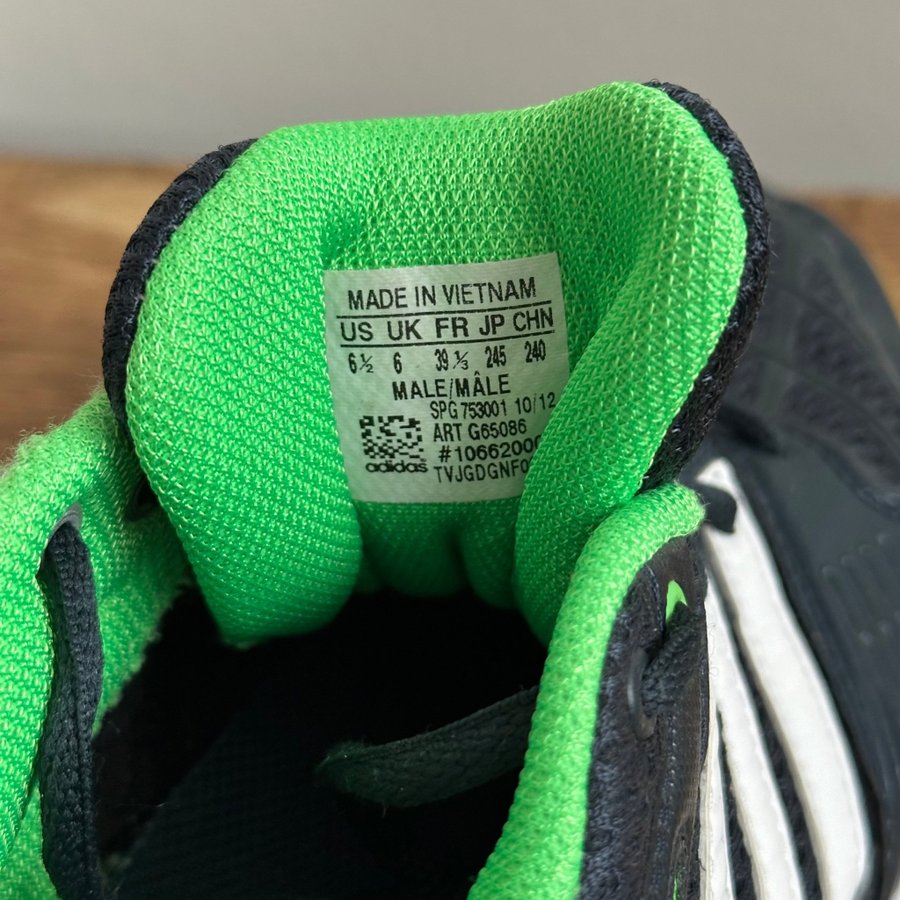 MADE IN VIETNAM
US UK FR JP CHN
6½ 6 39⅓ 245 240
MALE/MÂLE
SPG 753001 10/12
ART G65086
adidas